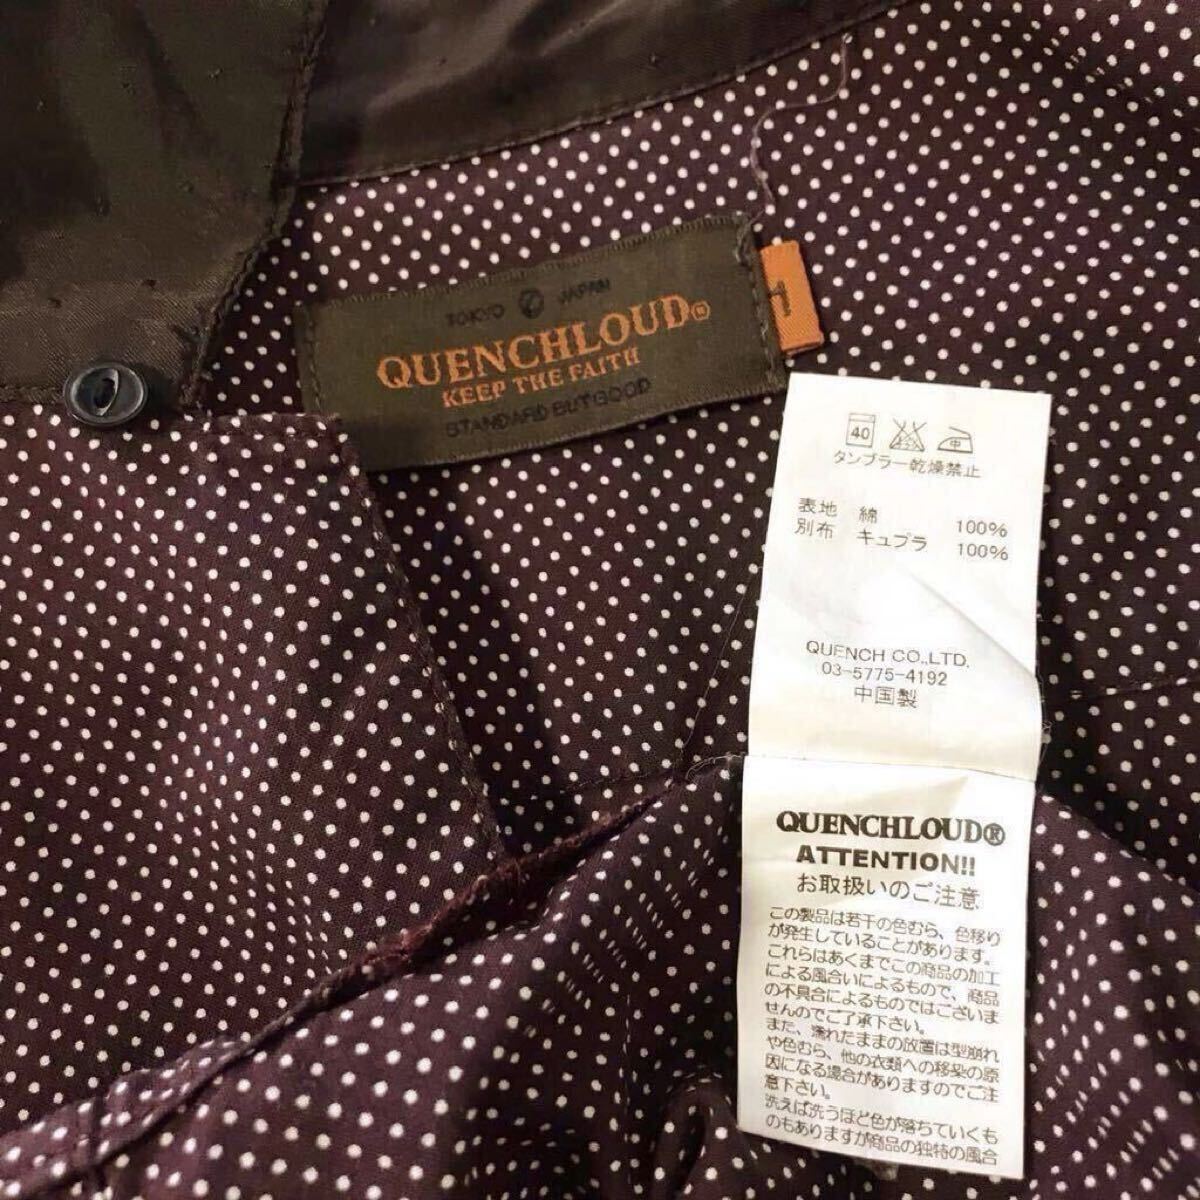 TOKYO JAPAN
QUENCHLOUD®
KEEP THE FAITH
STANDARD BUT GOOD
1
40 中
タンブラー乾燥禁止
表地 綿 100%
別布 キュプラ 100%
QUENCH CO.,LTD.
03-5775-4192
中国製
QUENCHLOUD®
ATTENTION!!
お取扱いのご注意
この製品は若干の色むら、色移り
が発生していることがあります。
これらはあくまでこの商品の加工
による風合いによるもので、商品
の不具合によるものではございま
せんのでご了承下さい。
また、濡れたままの放置は型崩れ
や色むら、他の衣類への移染の原
因になる場合がありますのでご注
意下さい。
洗えば洗うほど色が落ちていくも
のもありますが商品の独特の風合